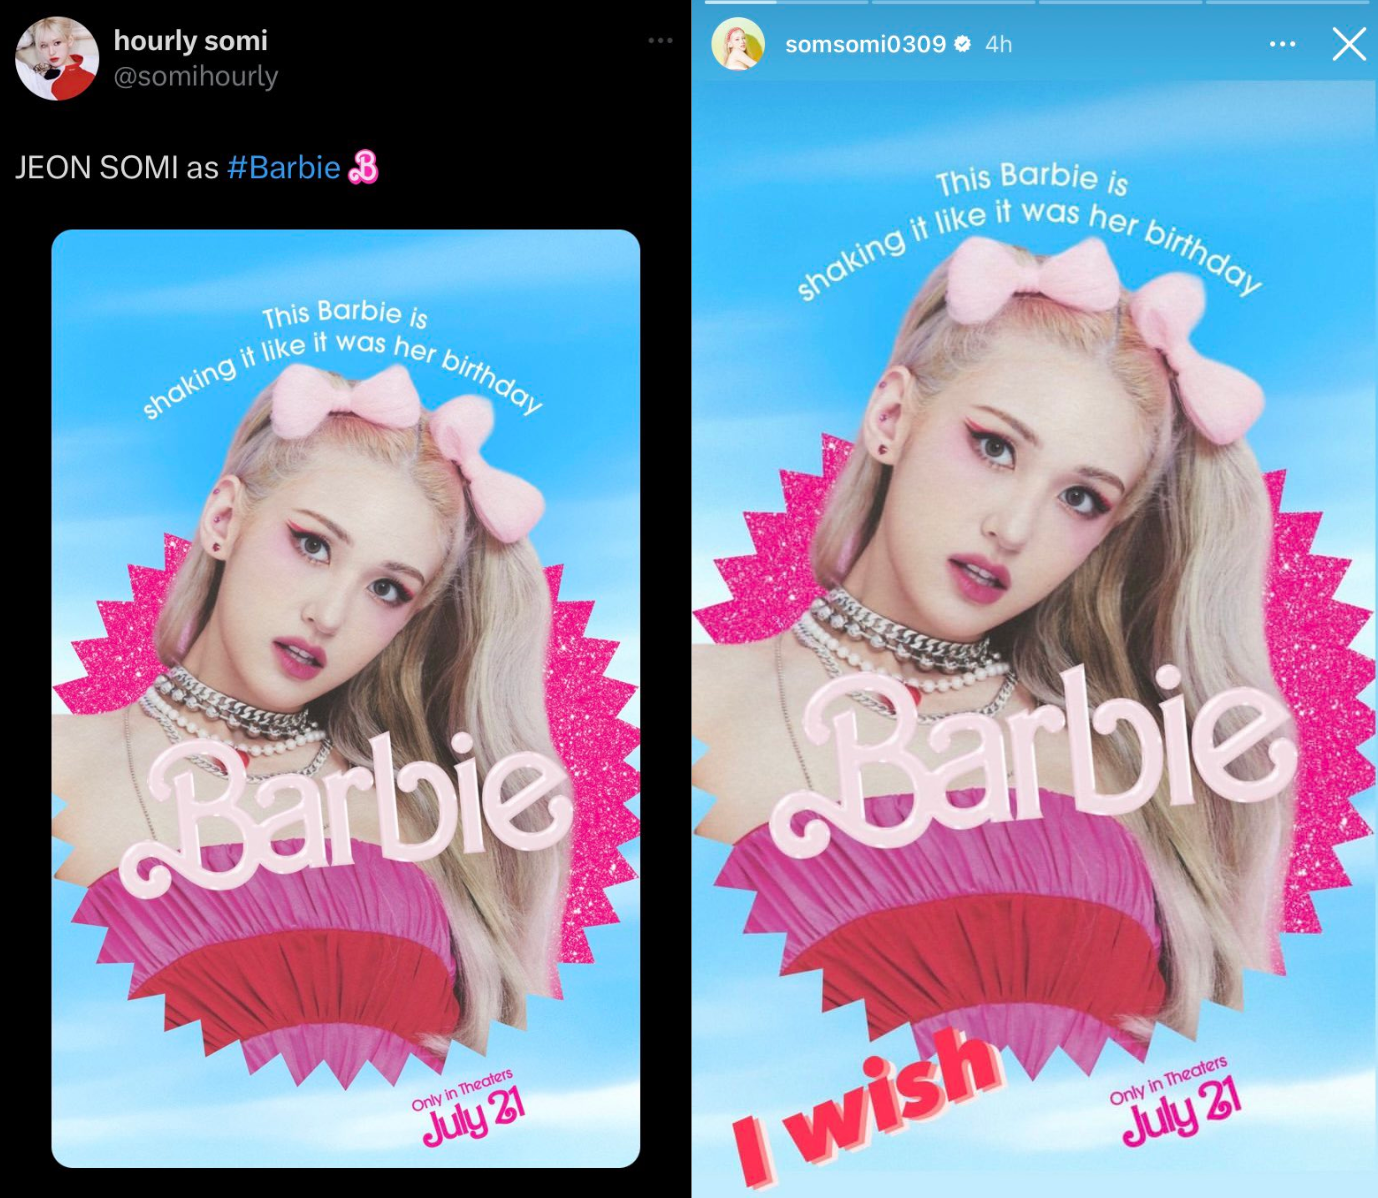 hourly somi
@somihourly
JEON SOMI as #Barbie
This Barbie is
shaking it like it was her birthday
Barbie
Only in Theaters
July 21
somsomi0309 4h
This Barbie is
shaking it like it was her birthday
Barbie
I wish
Only in Theaters
July 21